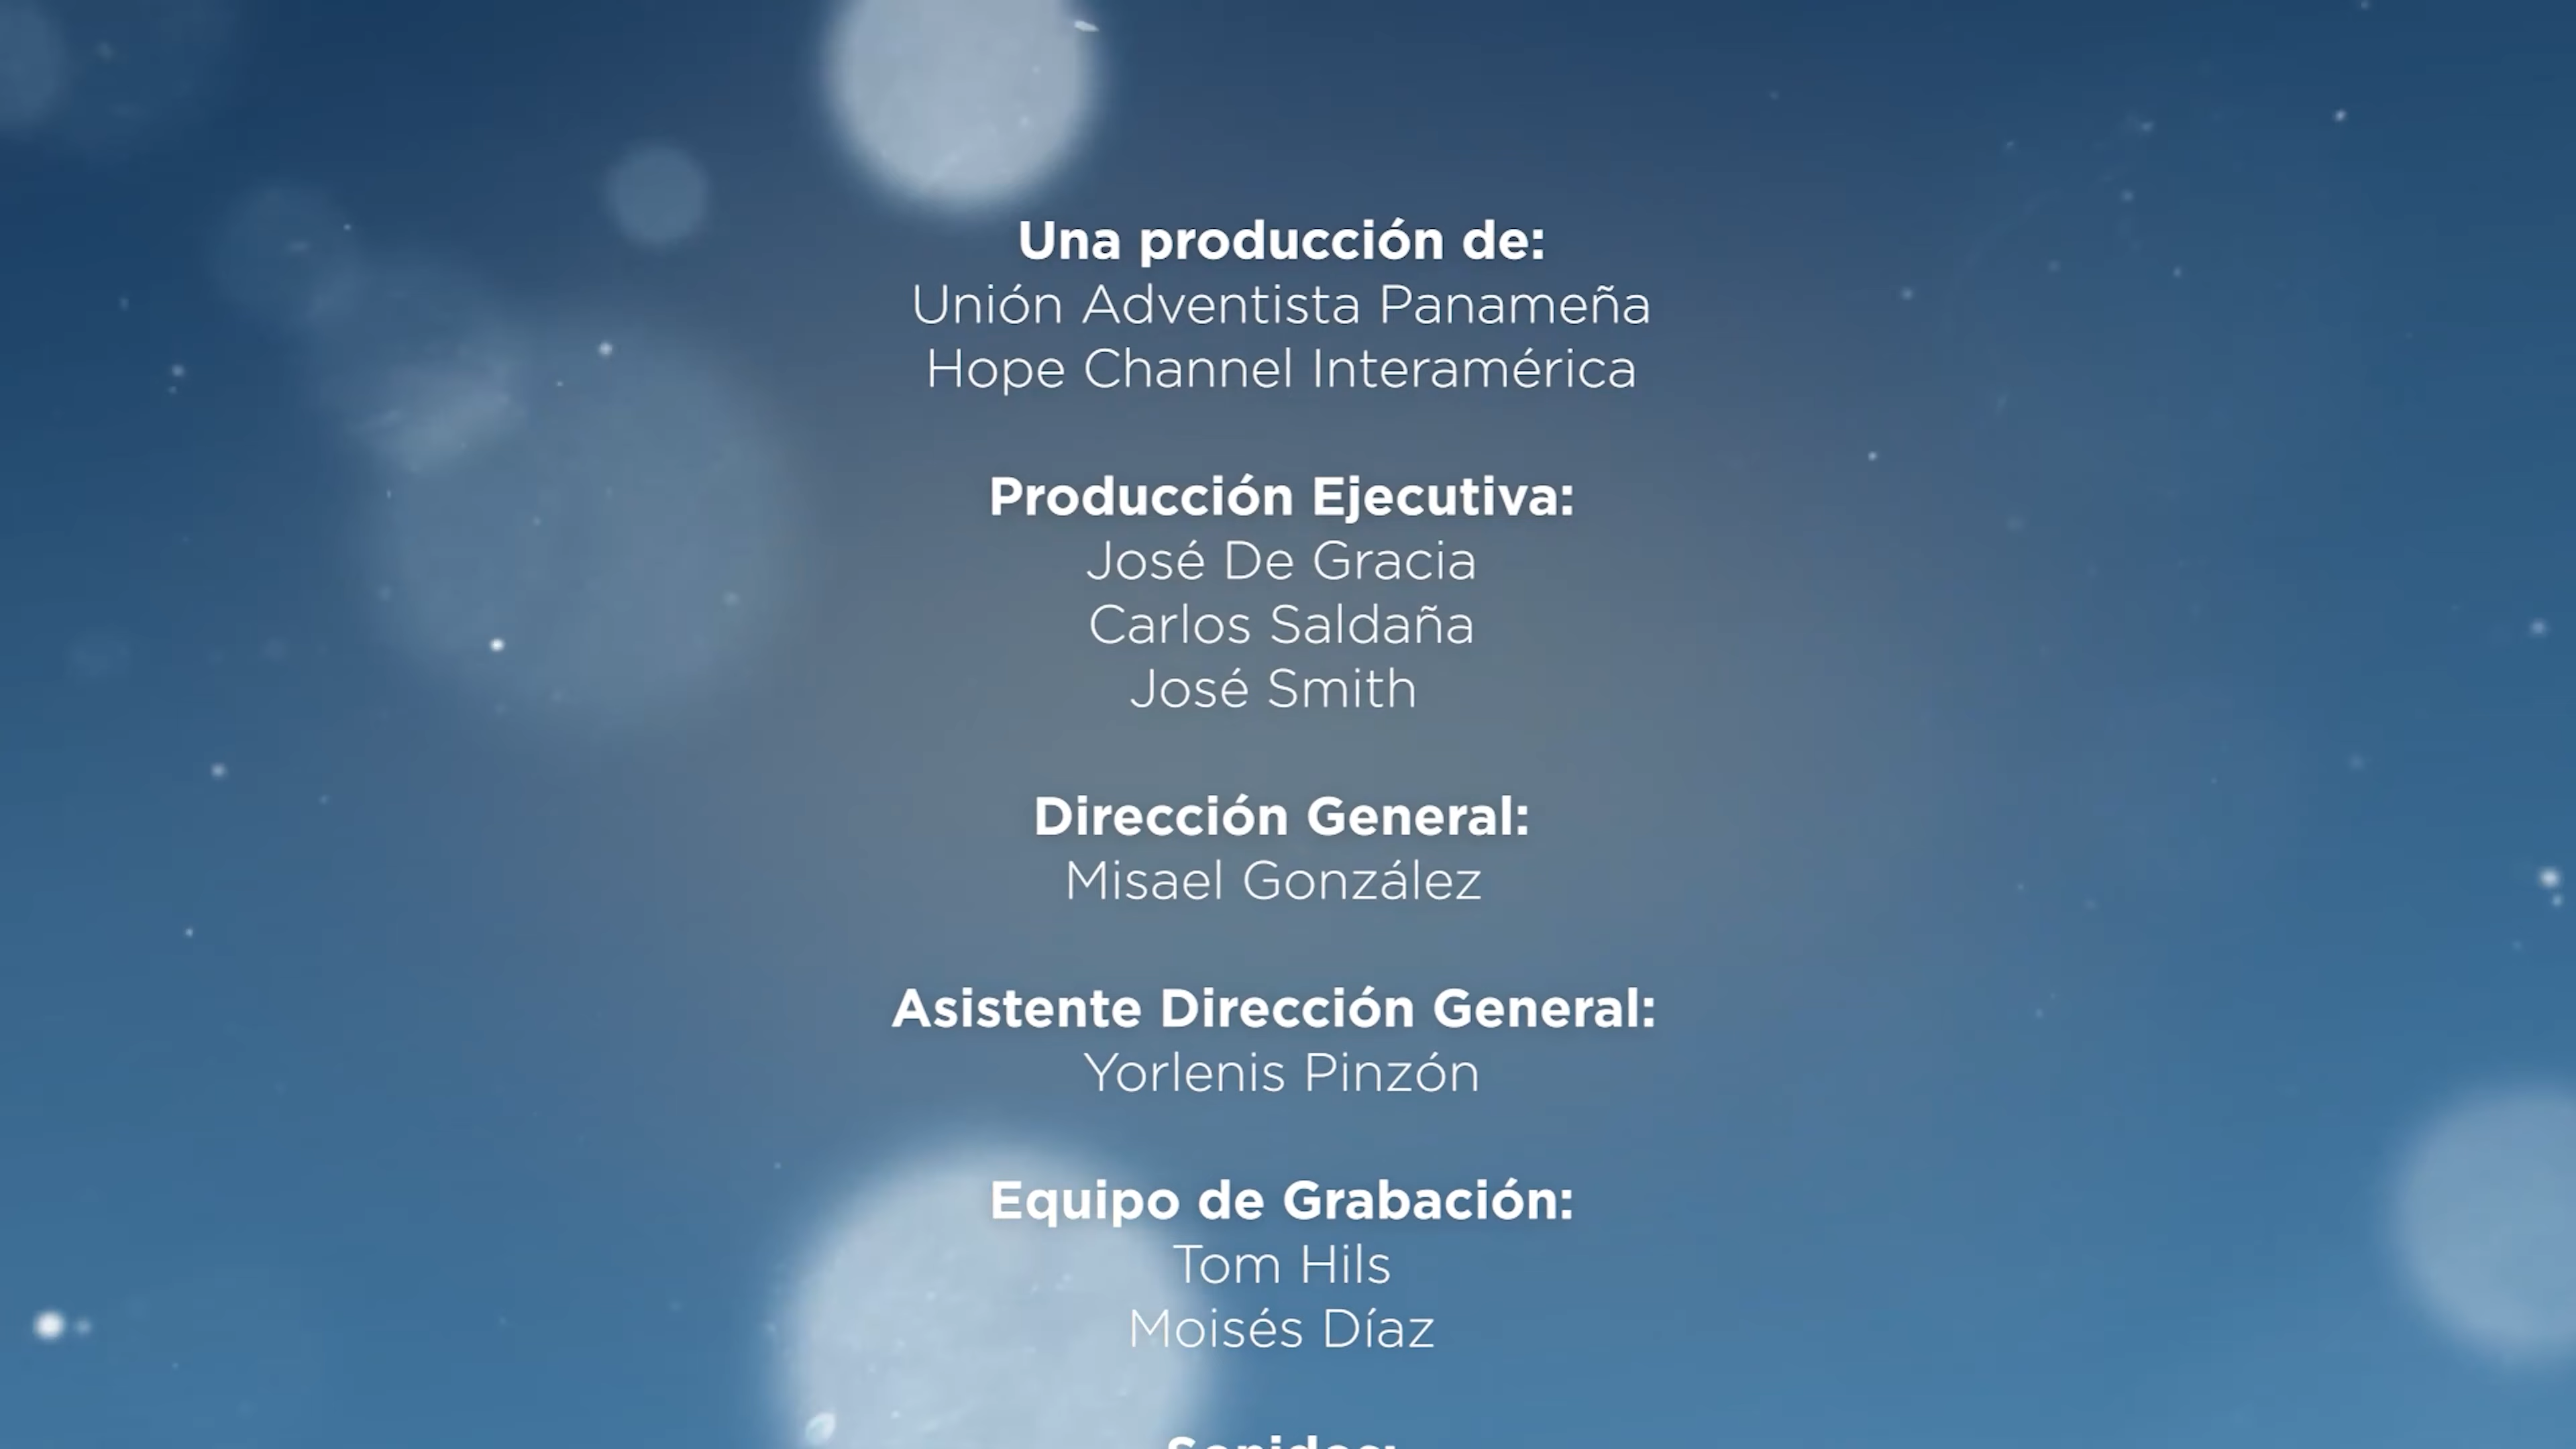 Una producción de:
Unión Adventista Panameña
Hope Channel Interamérica
Producción Ejecutiva:
José De Gracia
Carlos Saldaña
José Smith
Dirección General:
Misael González
Asistente Dirección General:
Yorlenis Pinzón
Equipo de Grabación:
Tom Hils
Moisés Díaz